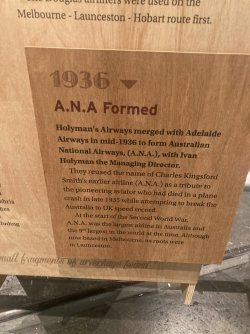 The Douglas airliners were used on the
Melbourne - Launceston - Hobart route first.
1936
A.N.A Formed
Holyman's Airways merged with Adelaide
Airways in mid-1936 to form Australian
National Airways, (A.N.A.), with Ivan
Holyman the Managing Director.
They reused the name of Charles Kingsford
Smith's earlier airline (A.N.A.) as a tribute to
the pioneering aviator who had died in a plane
crash in late 1935 while attempting to break the
Australia to UK speed record.
At the start of the Second World War,
A.N.A. was the largest airline in Australia and
the 9th largest in the world at the time. Although
now based in Melbourne, its roots were
in Launceston.
small fragments of